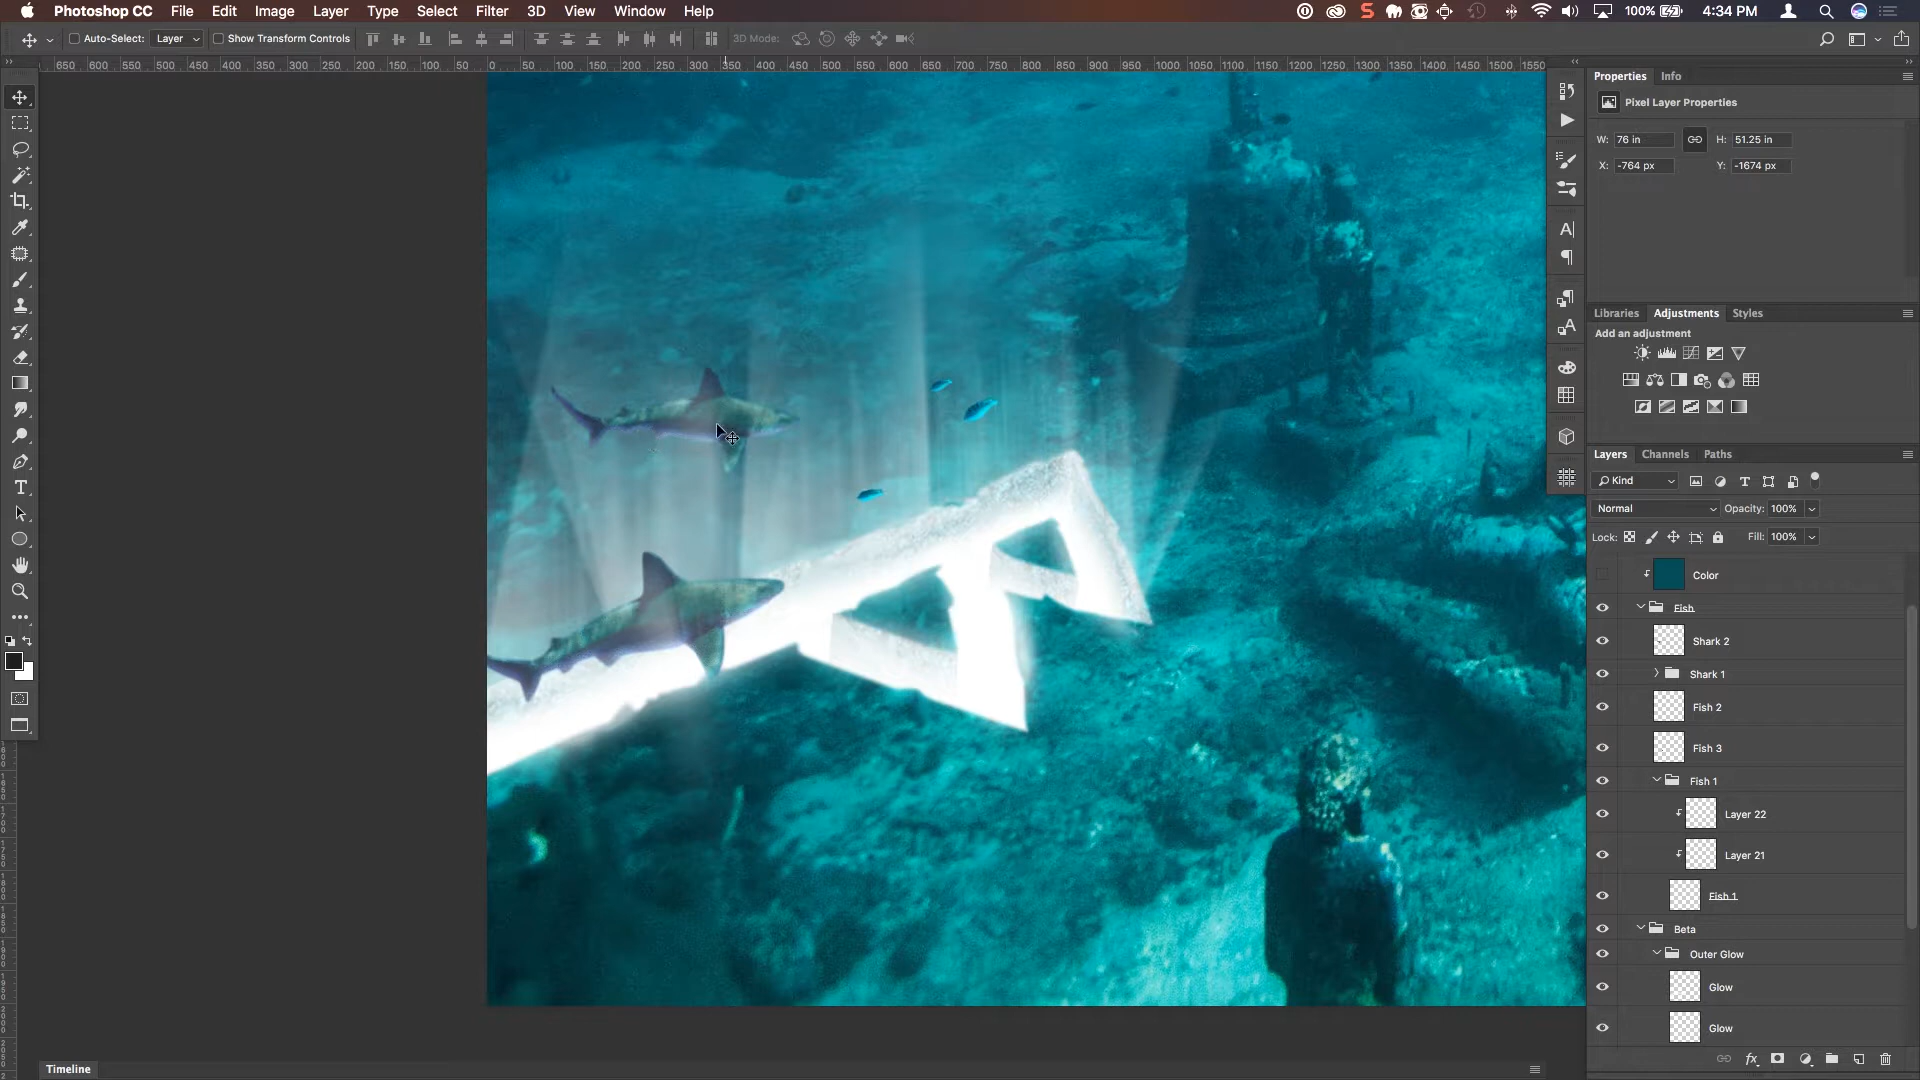 Photoshop CC File Edit Image Layer Type Select Filter 3D View Window Help 100% 4:34 PM
Auto-Select: Layer Show Transform Controls 3D Mode:
650 600 550 500 450 400 350 300 250 200 150 100 50 0 50 100 150 200 250 300 350 400 450 500 550 600 650 700 750 800 850 900 950 1000 1050 1100 1150 1200 1250 1300 1350 1400 1450 1500 1550
Properties Info
Pixel Layer Properties
W: 76 in H: 51.25 in
X: -764 px Y: -1674 px
Libraries Adjustments Styles
Add an adjustment
Layers Channels Paths
Kind
Normal Opacity: 100%
Lock: Fill: 100%
Color
Fish
Shark 2
Shark 1
Fish 2
Fish 3
Fish 1
Layer 22
Layer 21
Fish 1
Beta
Outer Glow
Glow
Glow
Timeline